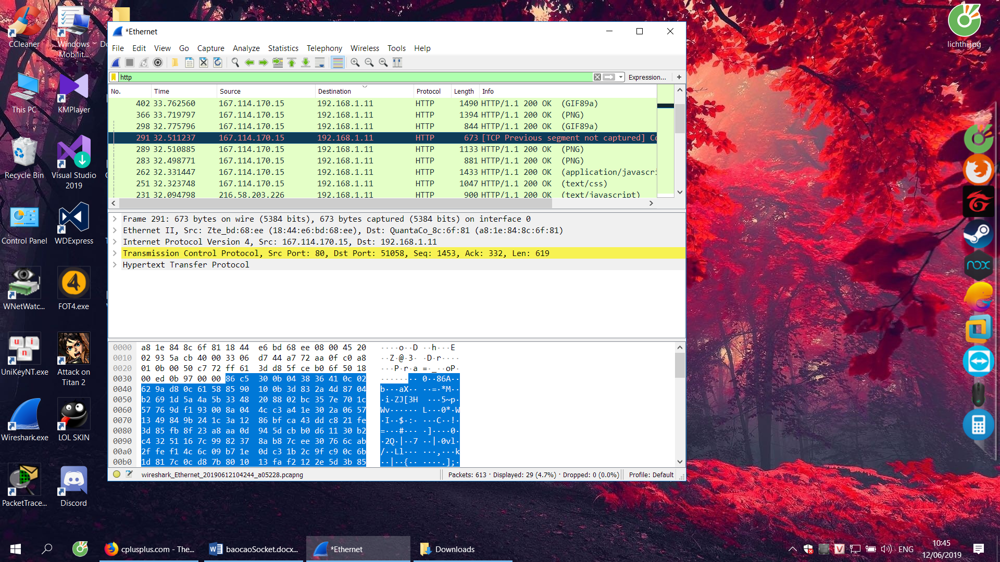 CCleaner
Windows Mobilit...
This PC
KMPlayer
Recycle Bin
Visual Studio 2019
Control Panel
WDExpress
WNetWatc...
FOT4.exe
UniKeyNT.exe
Attack on Titan 2
Wireshark.exe
LOL SKIN
PacketTrace...
Discord
lichthi.jpg
*Ethernet
File Edit View Go Capture Analyze Statistics Telephony Wireless Tools Help
http
Expression... +
No. Time Source Destination Protocol Length Info
402 33.762560 167.114.170.15 192.168.1.11 HTTP 1490 HTTP/1.1 200 OK (GIF89a)
366 33.719797 167.114.170.15 192.168.1.11 HTTP 1394 HTTP/1.1 200 OK (PNG)
298 32.775796 167.114.170.15 192.168.1.11 HTTP 844 HTTP/1.1 200 OK (GIF89a)
291 32.511237 167.114.170.15 192.168.1.11 HTTP 673 [TCP Previous segment not captured] Co
289 32.510885 167.114.170.15 192.168.1.11 HTTP 1133 HTTP/1.1 200 OK (PNG)
283 32.498771 167.114.170.15 192.168.1.11 HTTP 881 HTTP/1.1 200 OK (PNG)
262 32.331447 167.114.170.15 192.168.1.11 HTTP 1433 HTTP/1.1 200 OK (application/javascri
251 32.323748 167.114.170.15 192.168.1.11 HTTP 1047 HTTP/1.1 200 OK (text/css)
231 32.094798 216.58.203.226 192.168.1.11 HTTP 900 HTTP/1.1 200 OK (text/javascript)
Frame 291: 673 bytes on wire (5384 bits), 673 bytes captured (5384 bits) on interface 0
Ethernet II, Src: Zte_bd:68:ee (18:44:e6:bd:68:ee), Dst: QuantaCo_8c:6f:81 (a8:1e:84:8c:6f:81)
Internet Protocol Version 4, Src: 167.114.170.15, Dst: 192.168.1.11
Transmission Control Protocol, Src Port: 80, Dst Port: 51058, Seq: 1453, Ack: 332, Len: 619
Hypertext Transfer Protocol
0000 a8 1e 84 8c 6f 81 18 44 e6 bd 68 ee 08 00 45 20 ····o··D ··h···E
0010 02 93 5a cb 40 00 33 06 d7 44 a7 72 aa 0f c0 a8 ··Z·@·3· ·D·r····
0020 01 0b 00 50 c7 72 ff 61 3d d8 5f ce b0 6f 50 18 ···P·r·a =·_··oP·
0030 00 ed 0b 97 00 00 86 c5 30 0b 04 38 36 41 0c 02 ········ 0··86A··
0040 62 9a d8 0c 61 58 85 90 10 0b 3d 83 2a 4d 87 04 b···aX·· ··=·*M··
0050 b2 69 1d 5a 4a 5b 33 48 20 88 02 bc 35 7e 70 1c ·i·ZJ[3H  ···5~p·
0060 57 76 9d f1 93 00 8a 04 4c c3 a4 1e 30 2a 06 57 Wv······ L···0*·W
0070 13 49 84 9b 24 1c 3a 12 86 bf ca 43 dd c8 21 fe ·I··$·:· ···C··!·
0080 3d 85 fb 8f 23 a8 aa 0d 94 5d cb b0 d6 11 30 b2 =···#··· ·]····0·
0090 c4 32 51 16 7c 99 82 37 8a b8 7c ee 30 76 6c ab ·2Q·|··7 ··|·0vl·
00a0 2f fe f1 4c 6c 09 b7 1e 0d c3 1b 2c 9f c9 0c 6b /··Ll··· ···,···k
00b0 1d 81 7c 0c d8 7b 80 10 13 fa f2 12 2e 5d 3b 85 ··|··{·· ····.];·
wireshark_Ethernet_20190612104244_a05228.pcapng
Packets: 613 · Displayed: 29 (4.7%) · Dropped: 0 (0.0%)
Profile: Default
nox
cplusplus.com - The...
baocaoSocket.docx...
*Ethernet
Downloads
ENG
10:45
12/06/2019